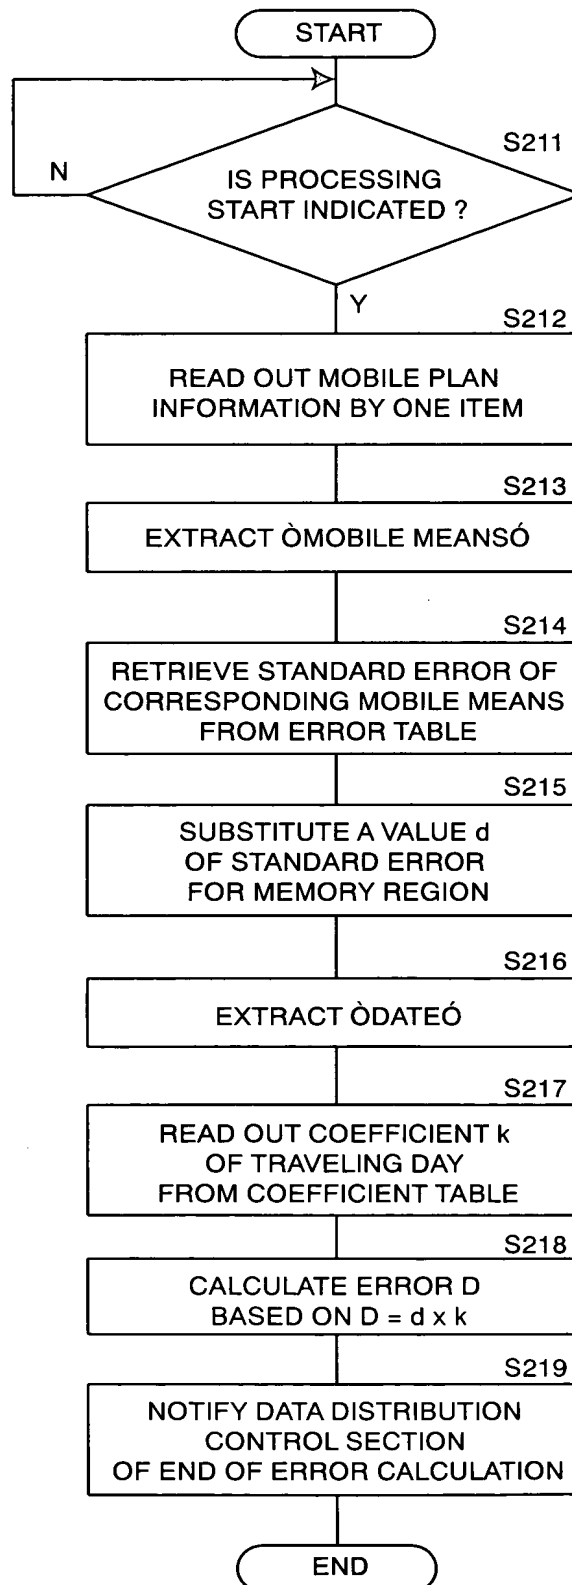 START
S211
N
IS PROCESSING
START INDICATED ?
Y
S212
READ OUT MOBILE PLAN
INFORMATION BY ONE ITEM
S213
EXTRACT ÒMOBILE MEANSÓ
S214
RETRIEVE STANDARD ERROR OF
CORRESPONDING MOBILE MEANS
FROM ERROR TABLE
S215
SUBSTITUTE A VALUE d
OF STANDARD ERROR
FOR MEMORY REGION
S216
EXTRACT ÒDATEÓ
S217
READ OUT COEFFICIENT k
OF TRAVELING DAY
FROM COEFFICIENT TABLE
S218
CALCULATE ERROR D
BASED ON D = d x k
S219
NOTIFY DATA DISTRIBUTION
CONTROL SECTION
OF END OF ERROR CALCULATION
END